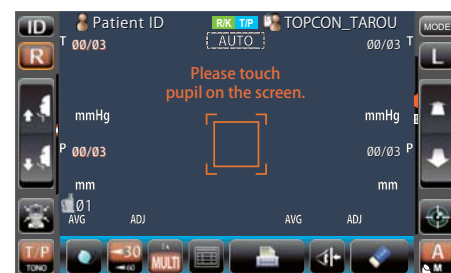 ID
Patient ID
R/K T/P
TOPCON_TAROU
MODE
R
T 00/03
AUTO
00/03 T
L
Please touch
pupil on the screen.
mmHg
mmHg
P 00/03
00/03 P
mm
mm
01
AVG ADJ
AVG ADJ
T/P
TONO
30
60
MULTI
A
M